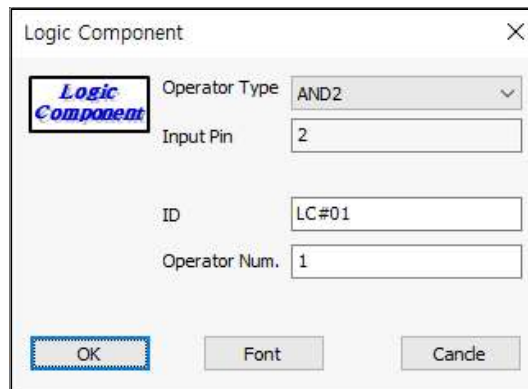 Logic Component
Logic
Component
Operator Type AND2
Input Pin 2
ID LC#01
Operator Num. 1
OK Font Cancle